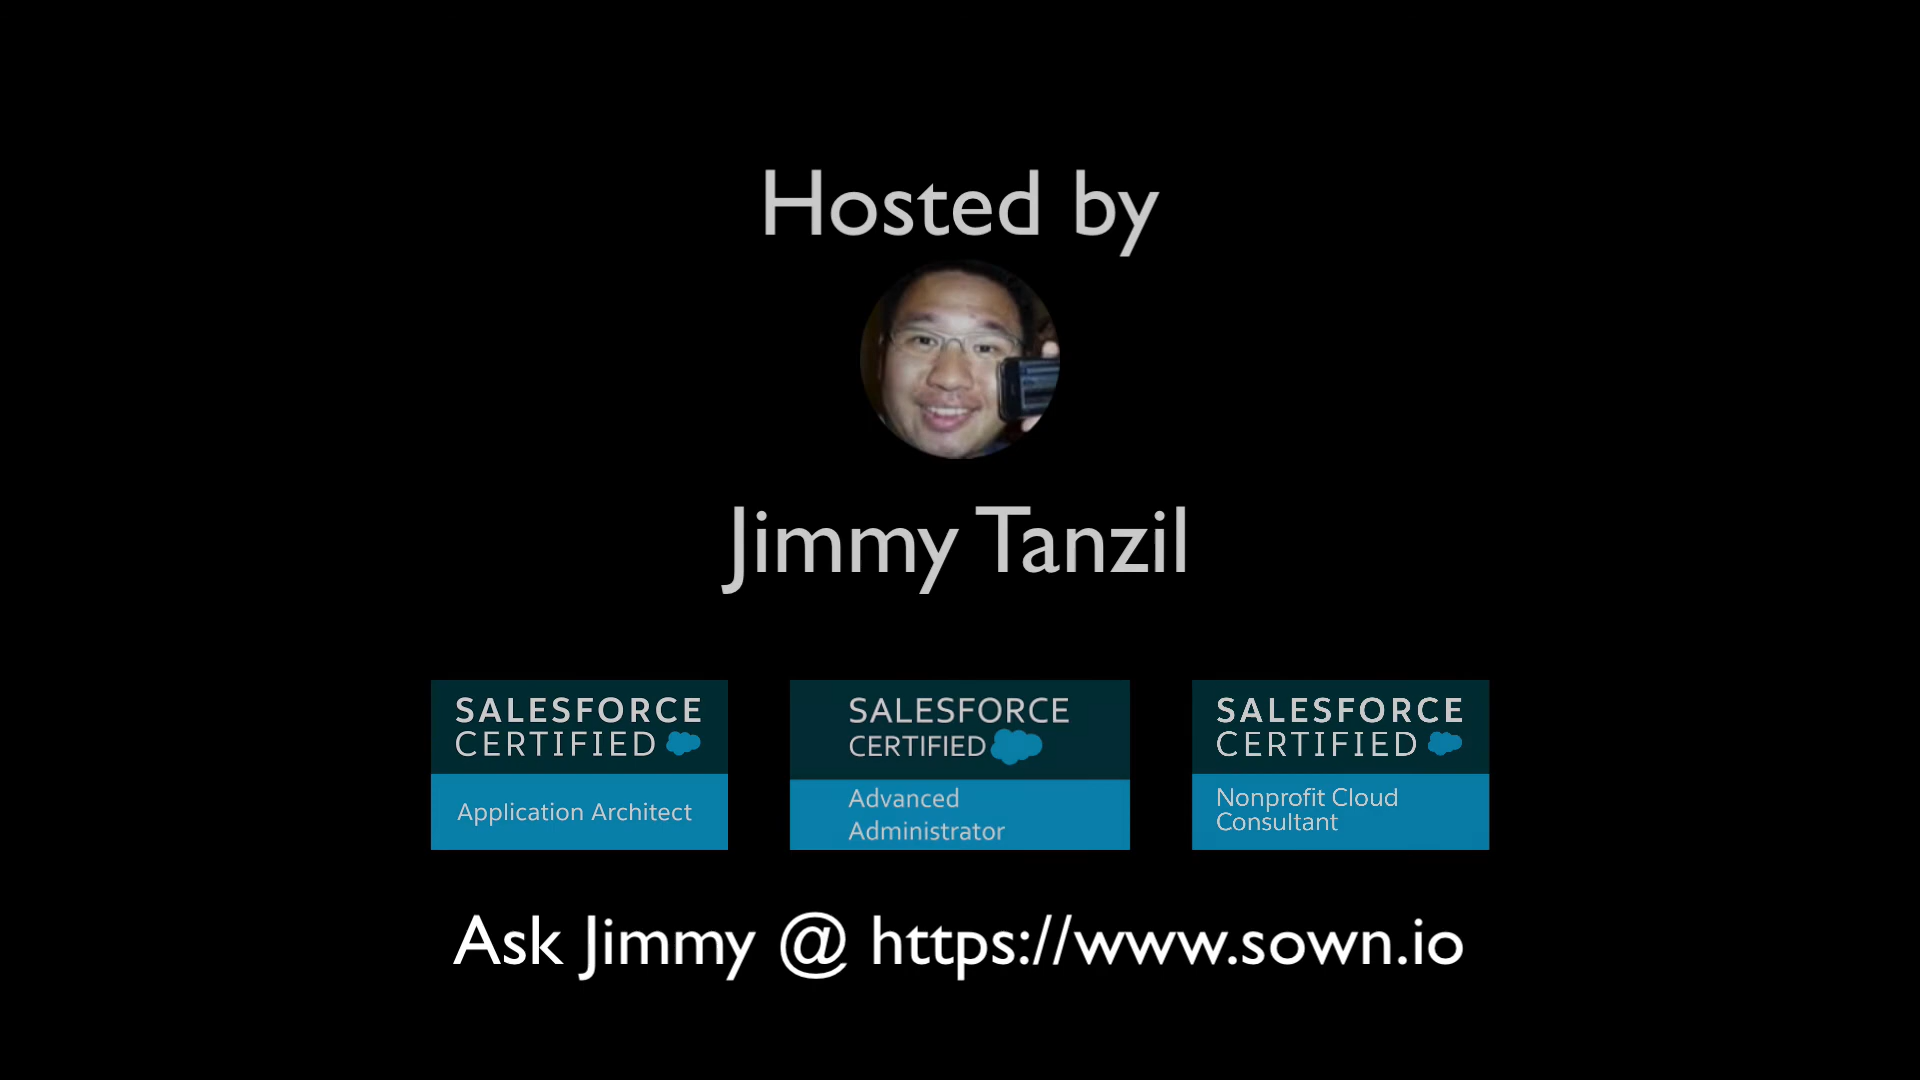 Hosted by
Jimmy Tanzil
SALESFORCE
CERTIFIED
Application Architect
SALESFORCE
CERTIFIED
Advanced
Administrator
SALESFORCE
CERTIFIED
Nonprofit Cloud
Consultant
Ask Jimmy @ https://www.sown.io